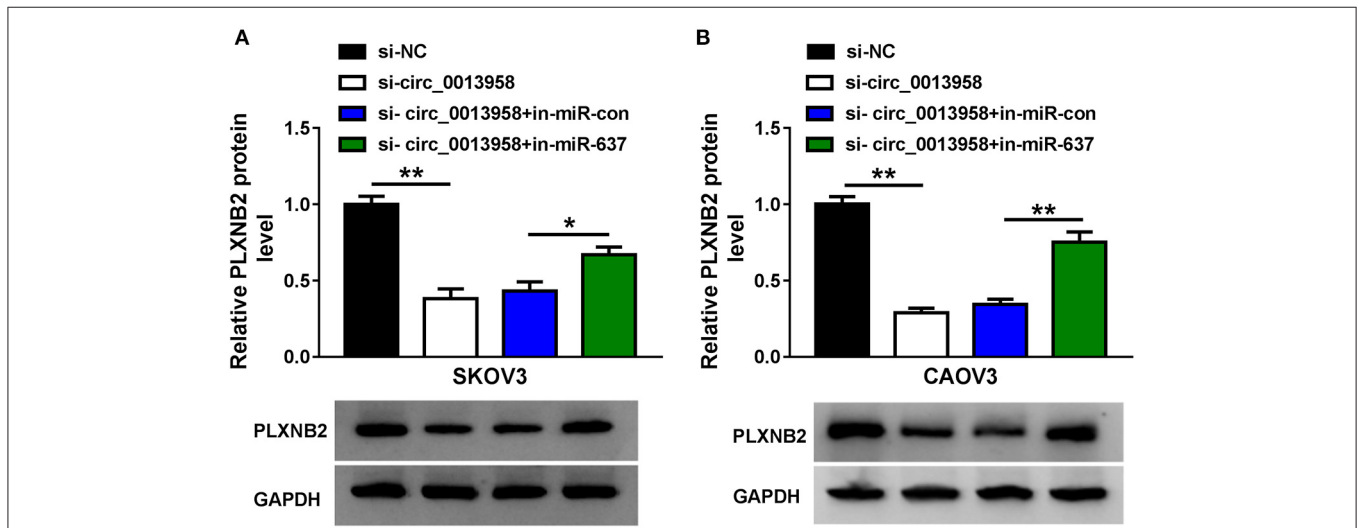 A
si-NC
si-circ_0013958
si- circ_0013958+in-miR-con
si- circ_0013958+in-miR-637
Relative PLXNB2 protein
level
1.5
1.0
0.5
0.0
**
*
SKOV3
PLXNB2
GAPDH
B
si-NC
si-circ_0013958
si- circ_0013958+in-miR-con
si- circ_0013958+in-miR-637
Relative PLXNB2 protein
level
1.5
1.0
0.5
0.0
**
**
CAOV3
PLXNB2
GAPDH